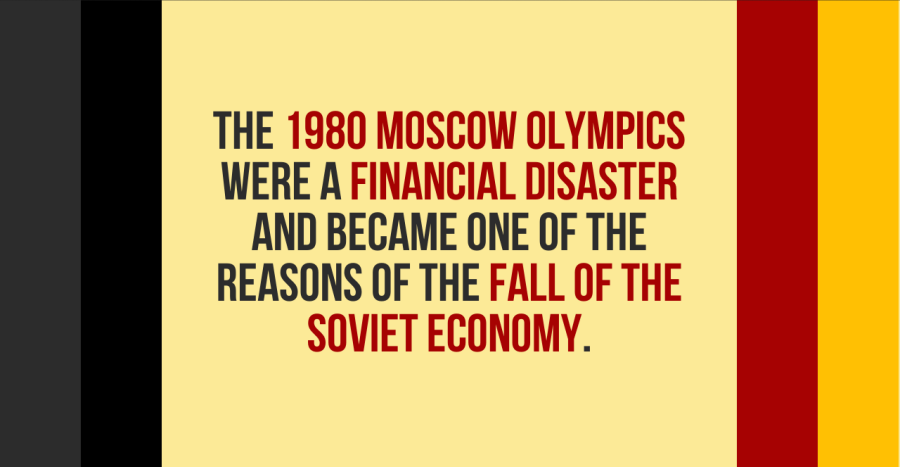 THE 1980 MOSCOW OLYMPICS
WERE A FINANCIAL DISASTER
AND BECAME ONE OF THE
REASONS OF THE FALL OF THE
SOVIET ECONOMY.